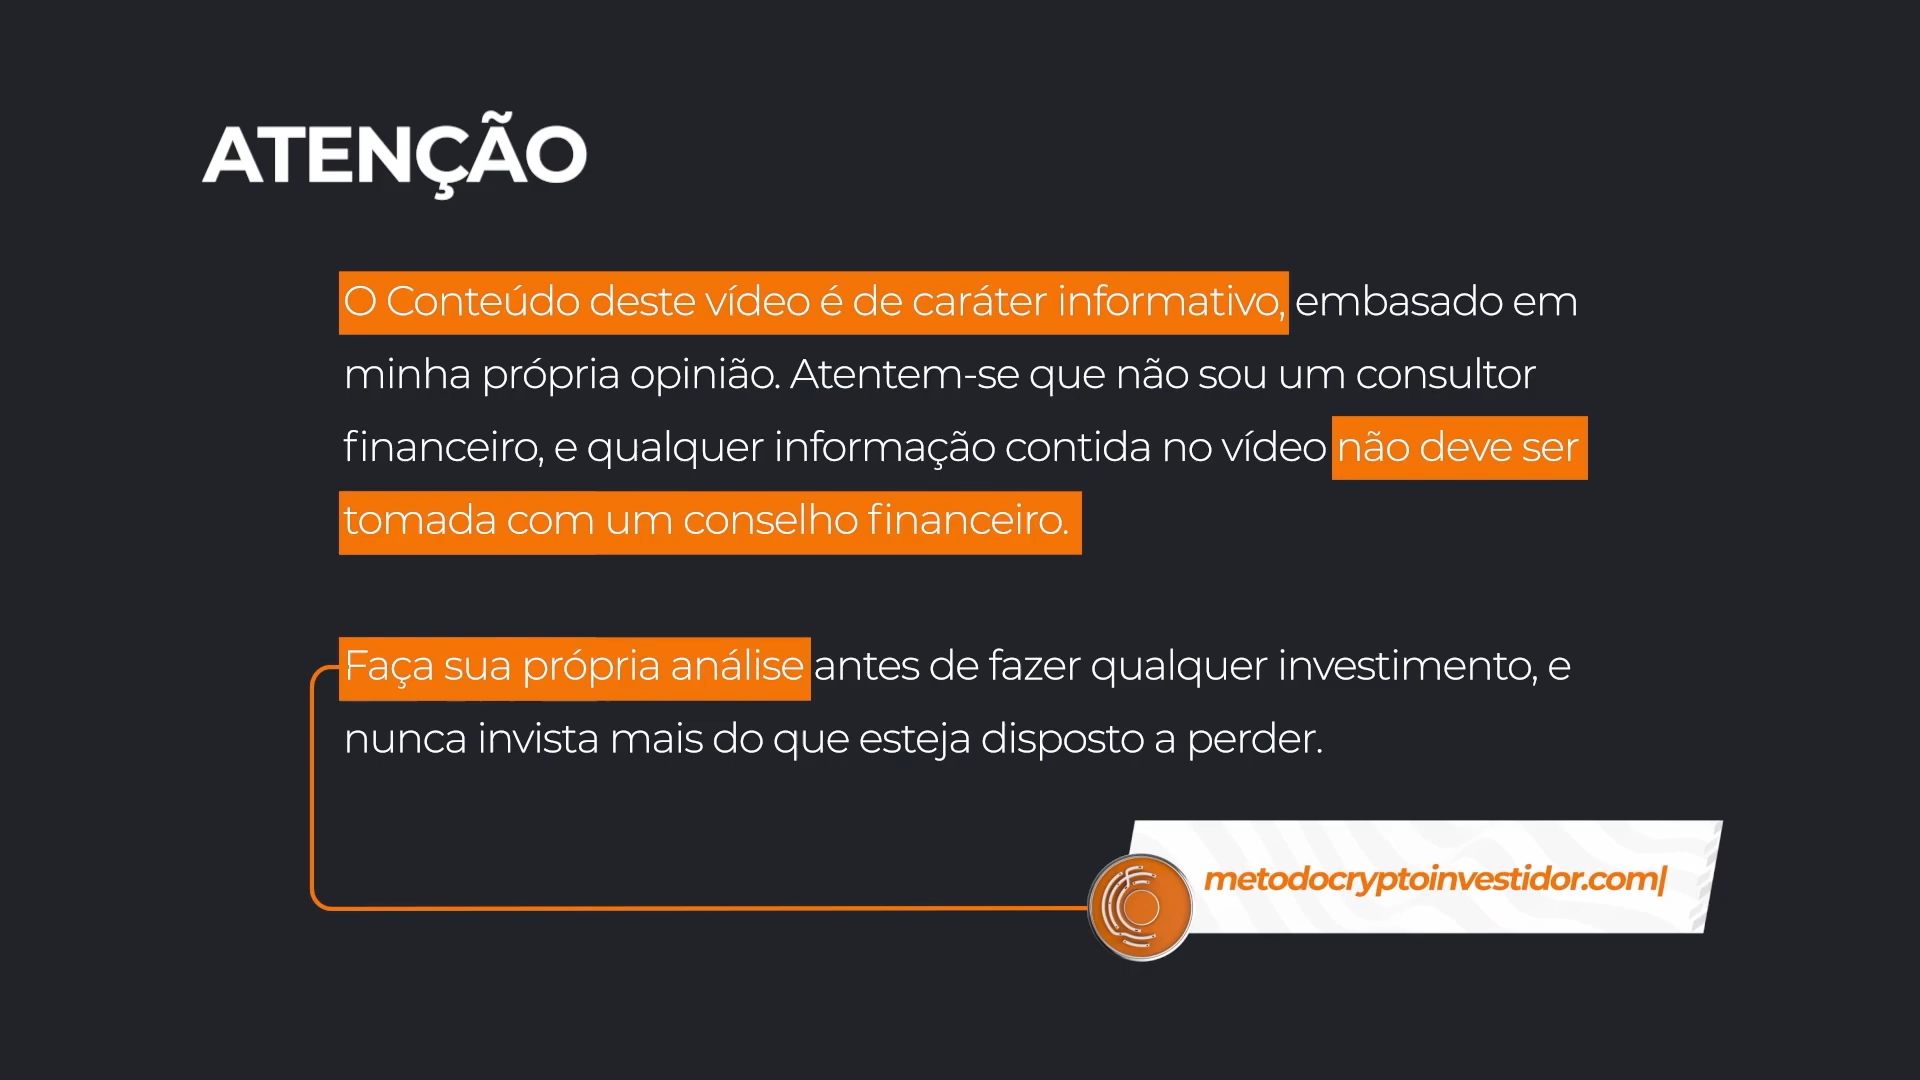 ATENÇÃO
O Conteúdo deste vídeo é de caráter informativo, embasado em
minha própria opinião. Atentem-se que não sou um consultor
financeiro, e qualquer informação contida no vídeo não deve ser
tomada com um conselho financeiro.
Faça sua própria análise antes de fazer qualquer investimento, e
nunca invista mais do que esteja disposto a perder.
metodocryptoinvestidor.com|